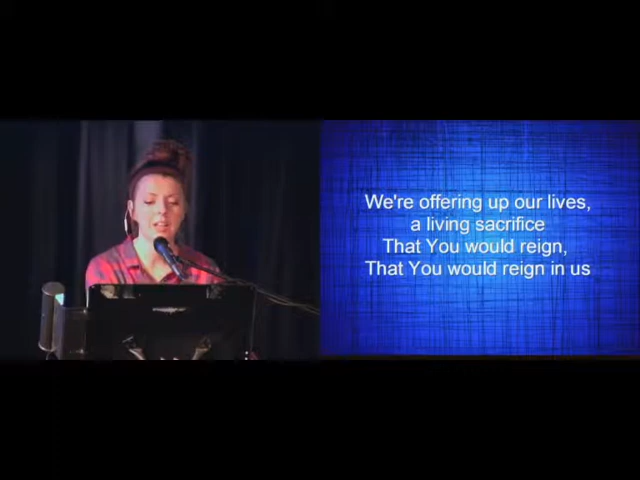 We're offering up our lives,
a living sacrifice
That You would reign,
That You would reign in us